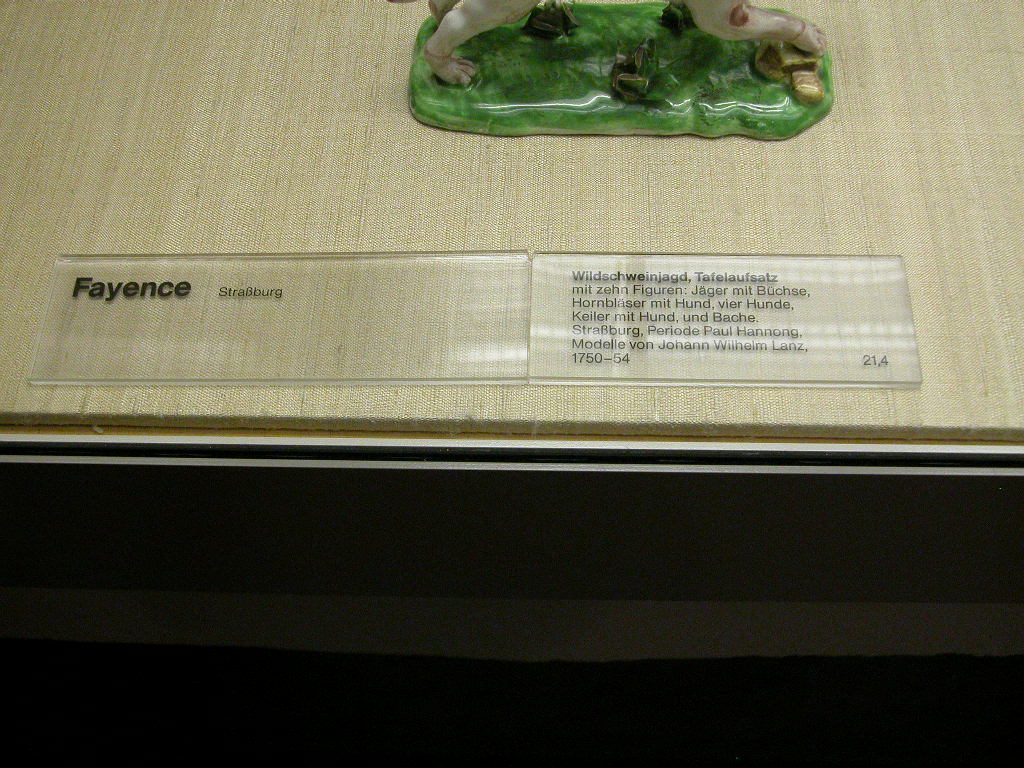 Fayence Straßburg
Wildschweinjagd, Tafelaufsatz
mit zehn Figuren: Jäger mit Büchse,
Hornbläser mit Hund, vier Hunde,
Keiler mit Hund, und Bache.
Straßburg, Periode Paul Hannong,
Modelle von Johann Wilhelm Lanz,
1750–54 21,4